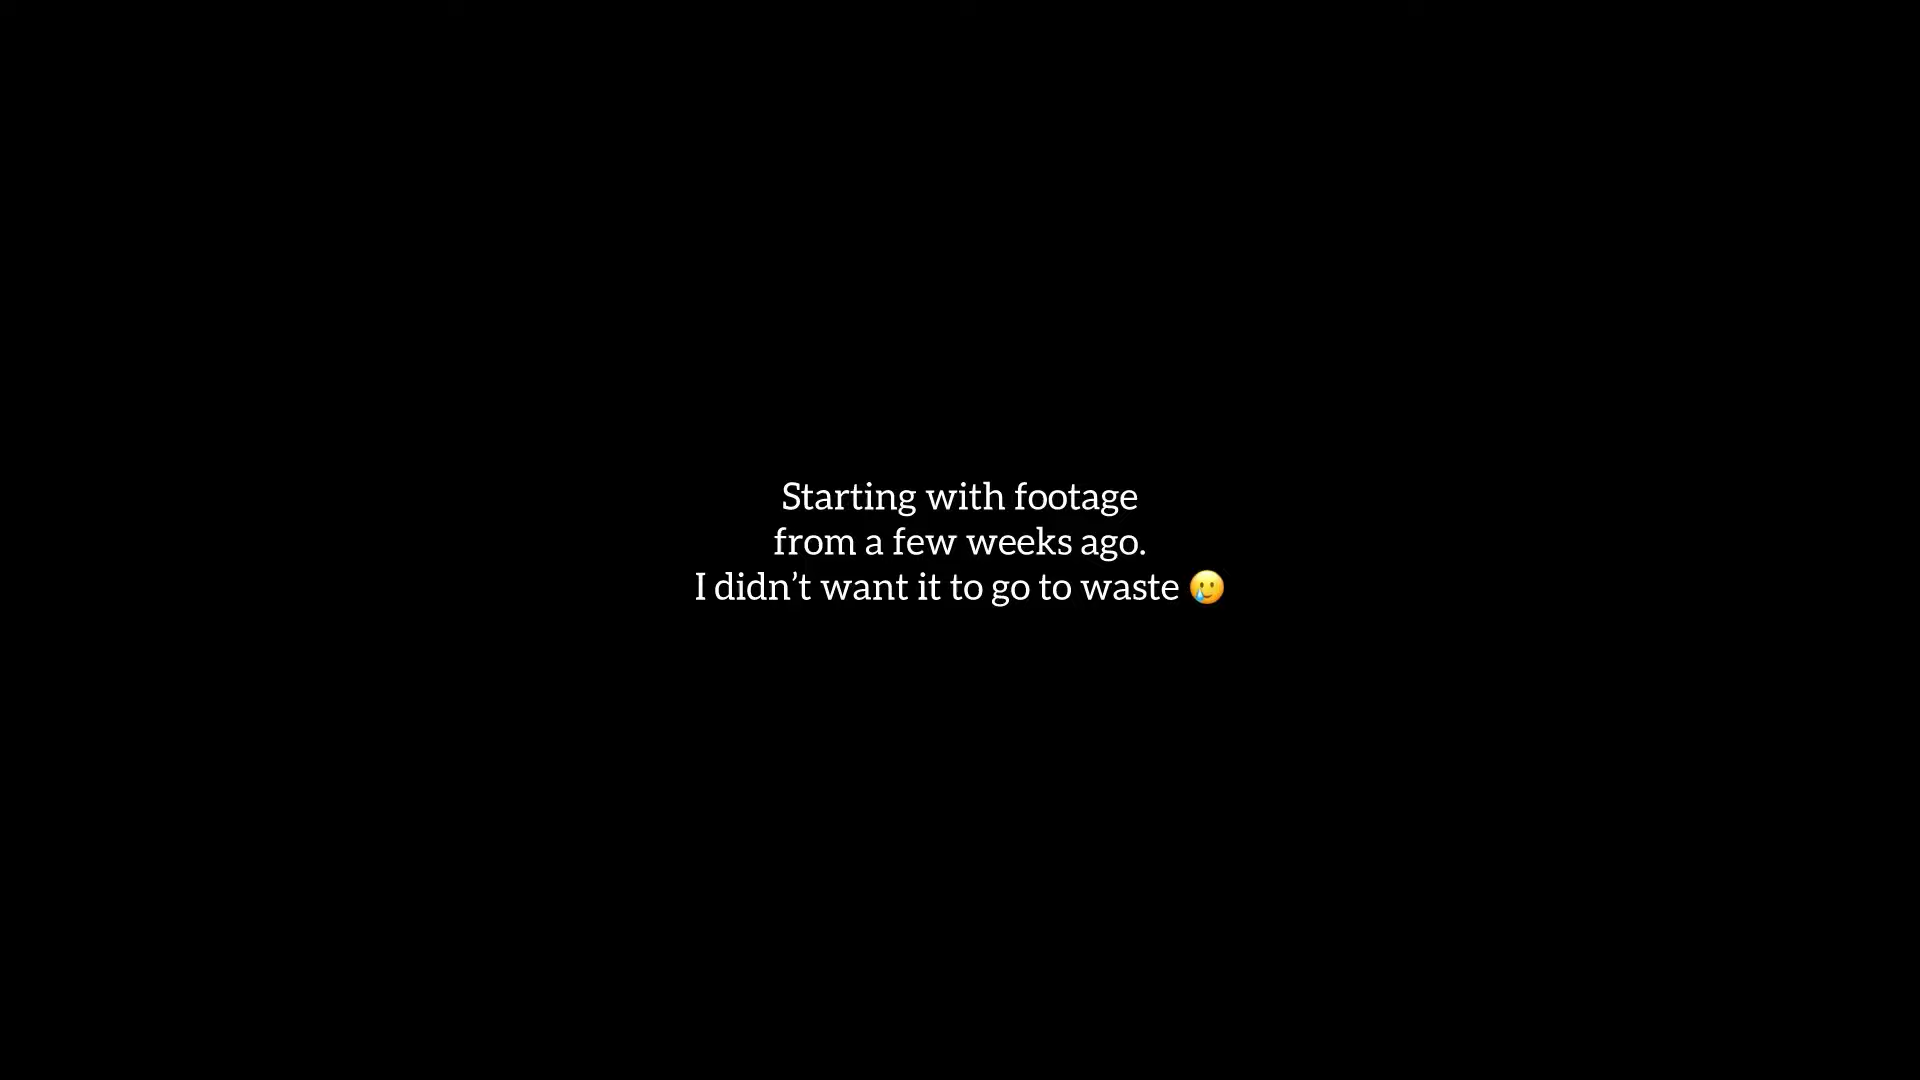 Starting with footage
from a few weeks ago.
I didn’t want it to go to waste 🥲